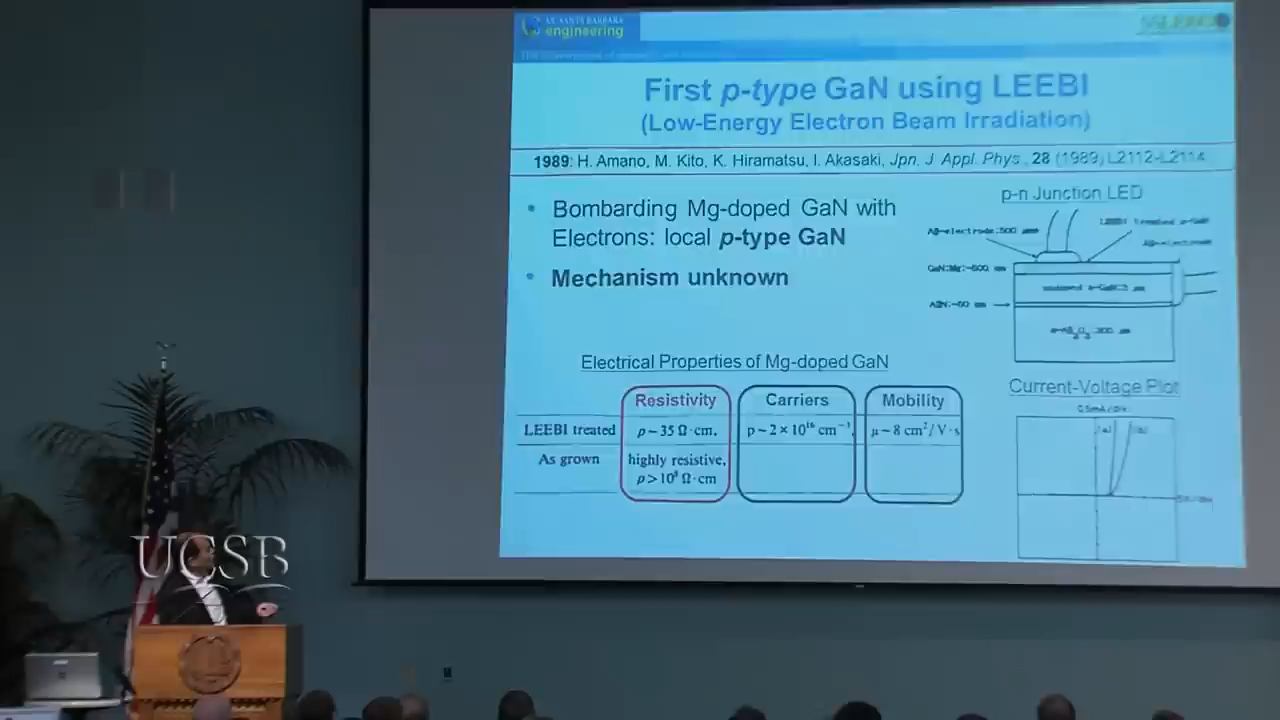 UC SANTA BARBARA
engineering
First p-type GaN using LEEBI
(Low-Energy Electron Beam Irradiation)
1989: H. Amano, M. Kito, K. Hiramatsu, I. Akasaki, Jpn. J. Appl. Phys., 28 (1989) L2112-L2114
• Bombarding Mg-doped GaN with
Electrons: local p-type GaN
• Mechanism unknown
p-n Junction LED
LEEBI treated p-GaN
Electrical Properties of Mg-doped GaN
Resistivity Carriers Mobility
LEEBI treated p~35 Ω·cm, p~2×10¹⁶ cm⁻³, μ~8 cm²/V·s
As grown highly resistive,
p>10⁸ Ω·cm
Current-Voltage Plot
UCSB